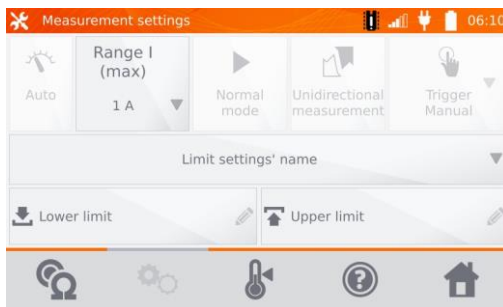 Measurement settings 06:10
Auto
Range I
(max)
1 A
Normal
mode
Unidirectional
measurement
Trigger
Manual
Limit settings' name
Lower limit
Upper limit